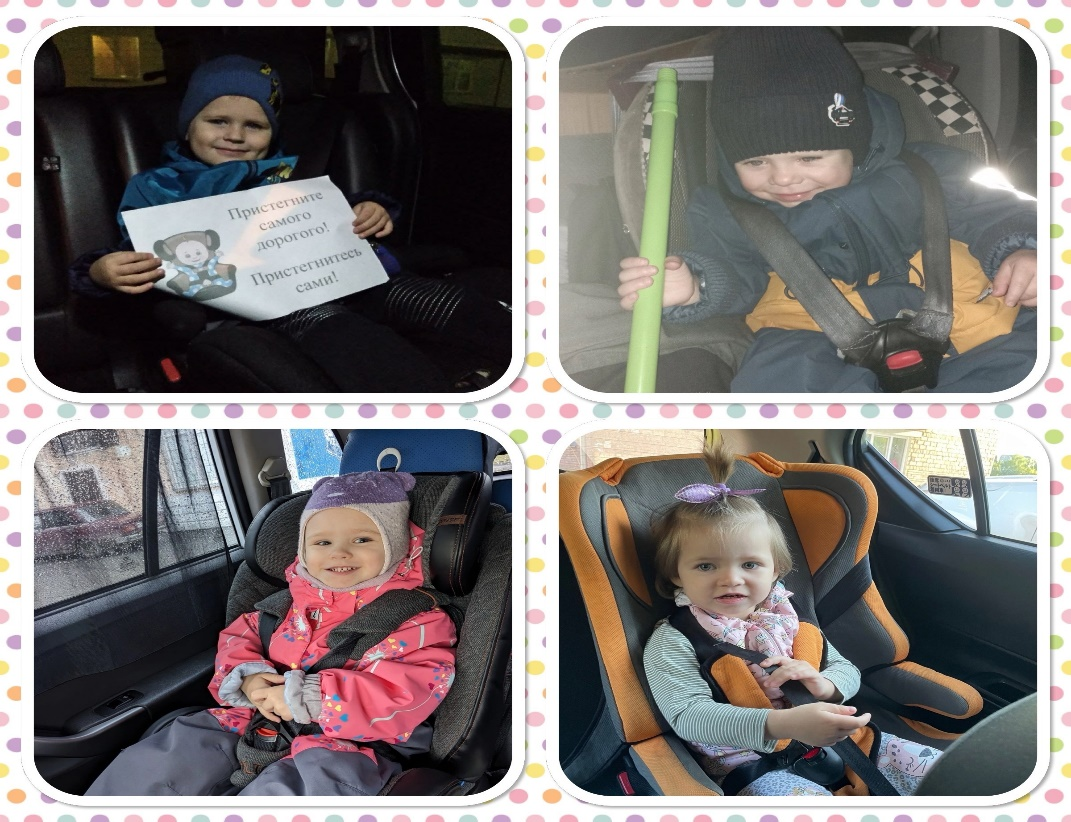 Пристегните
самого
дорогого!
Пристегнитесь
сами!